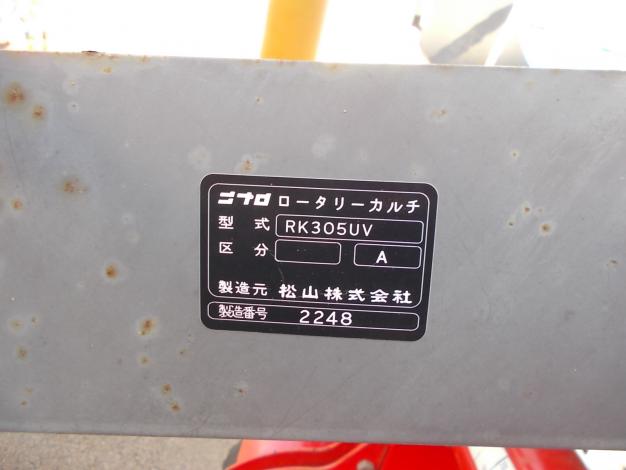 ニプロ ロータリーカルチ
型式 RK305UV
区分 A
製造元 松山株式会社
製造番号 2248